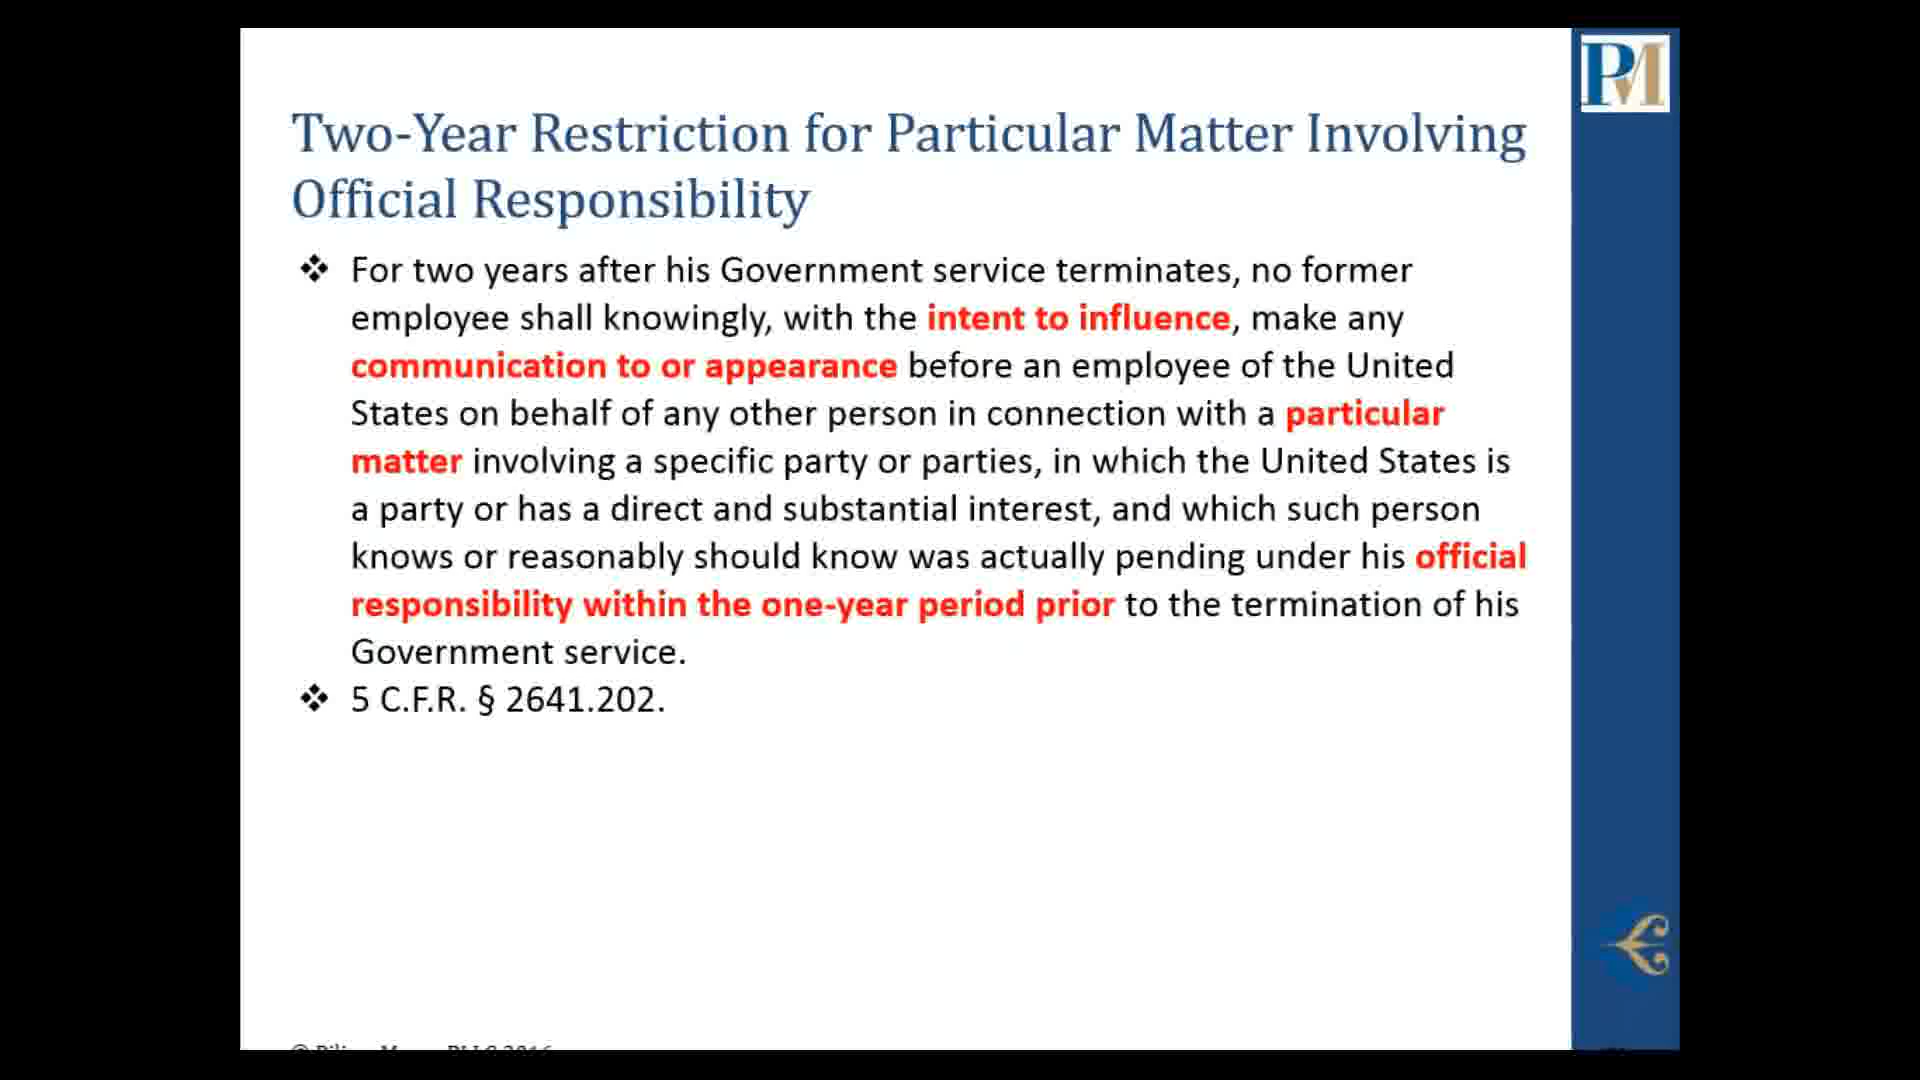 PM
Two-Year Restriction for Particular Matter Involving
Official Responsibility
❖ For two years after his Government service terminates, no former
employee shall knowingly, with the intent to influence, make any
communication to or appearance before an employee of the United
States on behalf of any other person in connection with a particular
matter involving a specific party or parties, in which the United States is
a party or has a direct and substantial interest, and which such person
knows or reasonably should know was actually pending under his official
responsibility within the one-year period prior to the termination of his
Government service.
❖ 5 C.F.R. § 2641.202.
© PLLC 2016